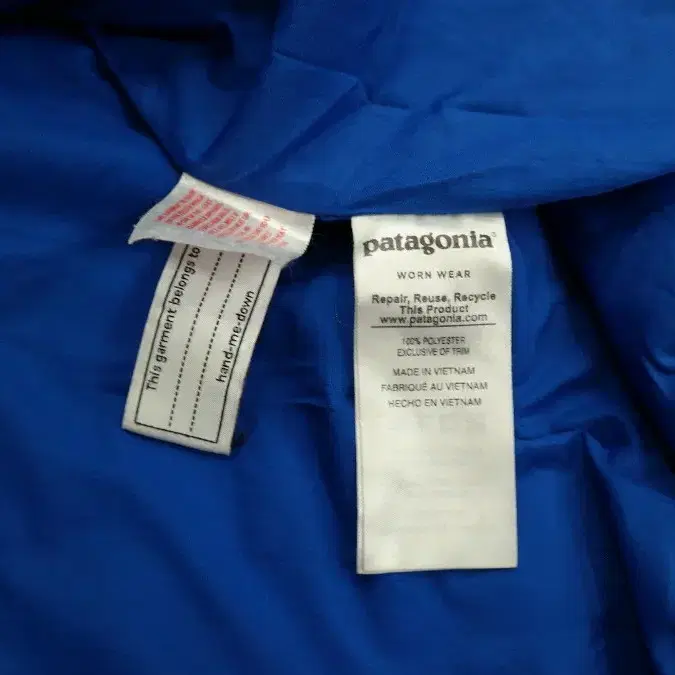 This garment belongs to
hand-me-down
patagonia®
WORN WEAR
Repair, Reuse, Recycle
This Product
www.patagonia.com
100% POLYESTER
EXCLUSIVE OF TRIM
MADE IN VIETNAM
FABRIQUÉ AU VIETNAM
HECHO EN VIETNAM